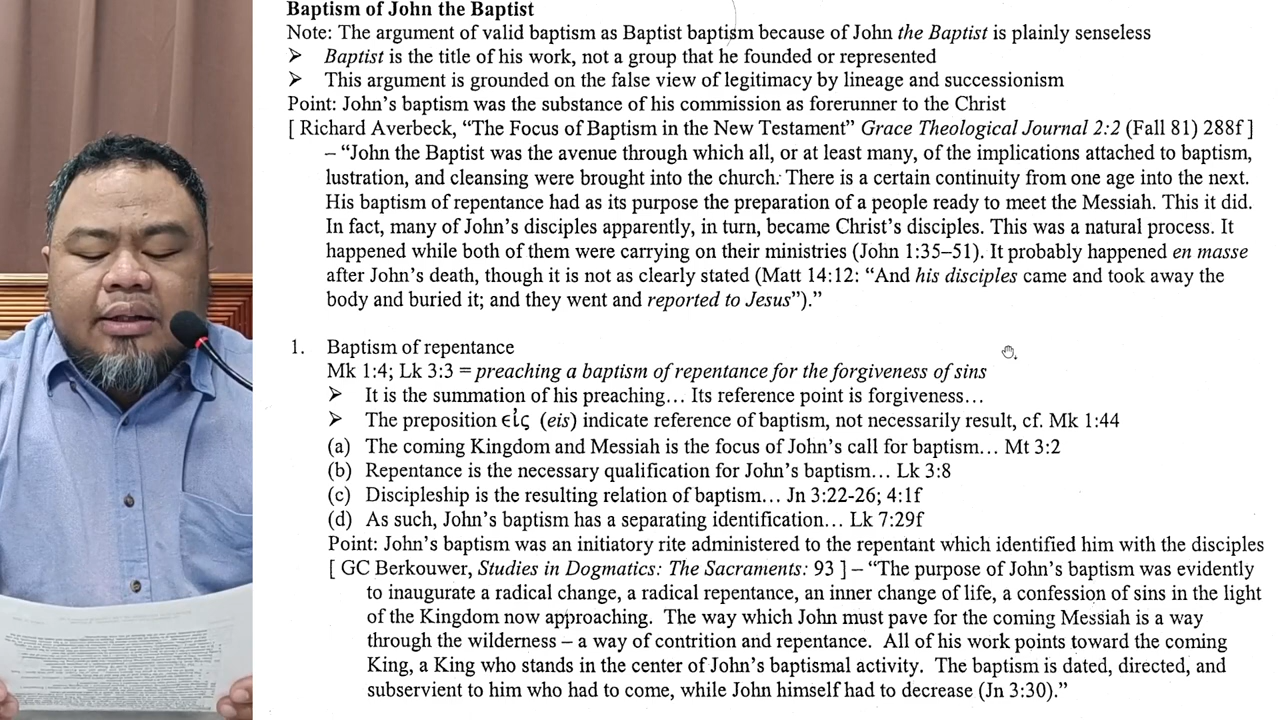 Baptism of John the Baptist
Note: The argument of valid baptism as Baptist baptism because of John the Baptist is plainly senseless
➢ Baptist is the title of his work, not a group that he founded or represented
➢ This argument is grounded on the false view of legitimacy by lineage and successionism
Point: John's baptism was the substance of his commission as forerunner to the Christ
[ Richard Averbeck, “The Focus of Baptism in the New Testament” Grace Theological Journal 2:2 (Fall 81) 288f ]
– “John the Baptist was the avenue through which all, or at least many, of the implications attached to baptism,
lustration, and cleansing were brought into the church. There is a certain continuity from one age into the next.
His baptism of repentance had as its purpose the preparation of a people ready to meet the Messiah. This it did.
In fact, many of John's disciples apparently, in turn, became Christ's disciples. This was a natural process. It
happened while both of them were carrying on their ministries (John 1:35–51). It probably happened en masse
after John's death, though it is not as clearly stated (Matt 14:12: “And his disciples came and took away the
body and buried it; and they went and reported to Jesus”).”
1. Baptism of repentance
Mk 1:4; Lk 3:3 = preaching a baptism of repentance for the forgiveness of sins
➢ It is the summation of his preaching… Its reference point is forgiveness…
➢ The preposition εἰς (eis) indicate reference of baptism, not necessarily result, cf. Mk 1:44
(a) The coming Kingdom and Messiah is the focus of John's call for baptism… Mt 3:2
(b) Repentance is the necessary qualification for John's baptism… Lk 3:8
(c) Discipleship is the resulting relation of baptism… Jn 3:22-26; 4:1f
(d) As such, John's baptism has a separating identification… Lk 7:29f
Point: John's baptism was an initiatory rite administered to the repentant which identified him with the disciples
[ GC Berkouwer, Studies in Dogmatics: The Sacraments: 93 ] – “The purpose of John's baptism was evidently
to inaugurate a radical change, a radical repentance, an inner change of life, a confession of sins in the light
of the Kingdom now approaching. The way which John must pave for the coming Messiah is a way
through the wilderness – a way of contrition and repentance. All of his work points toward the coming
King, a King who stands in the center of John's baptismal activity. The baptism is dated, directed, and
subservient to him who had to come, while John himself had to decrease (Jn 3:30).”